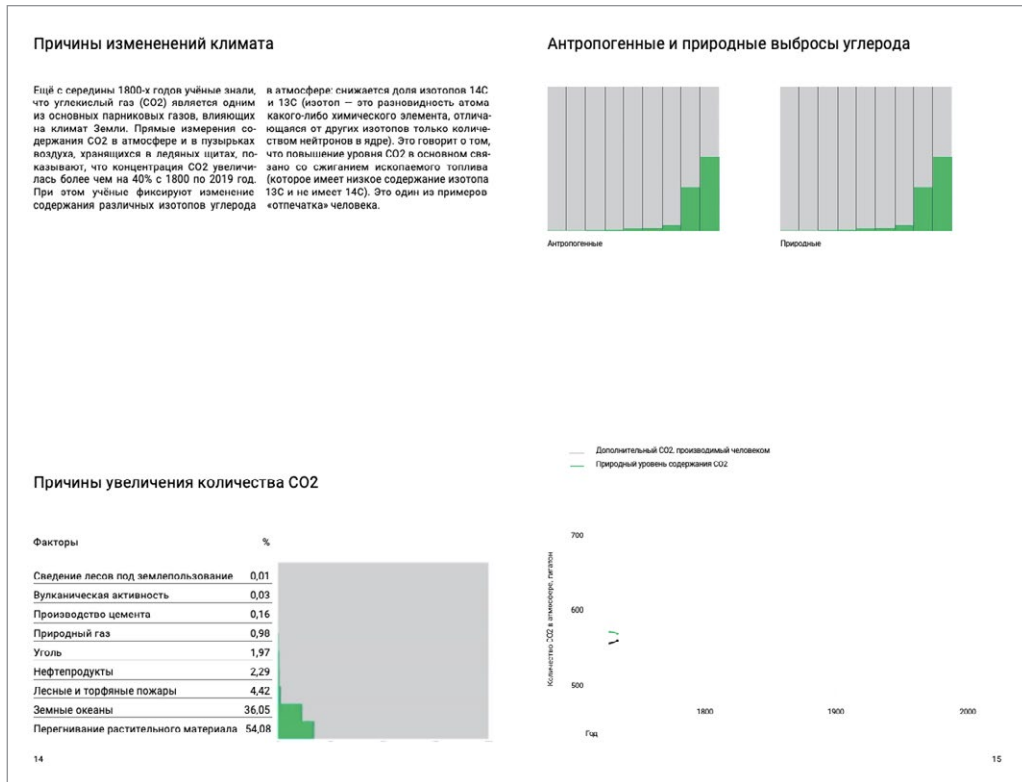 Причины измененений климата
Ещё с середины 1800-х годов учёные знали,
что углекислый газ (CO2) является одним
из основных парниковых газов, влияющих
на климат Земли. Прямые измерения со-
держания CO2 в атмосфере и в пузырьках
воздуха, хранящихся в ледяных щитах, по-
казывают, что концентрация CO2 увеличи-
лась более чем на 40% с 1800 по 2019 год.
При этом учёные фиксируют изменение
содержания различных изотопов углерода
в атмосфере: снижается доля изотопов 14C
и 13C (изотоп — это разновидность атома
какого-либо химического элемента, отлича-
ющаяся от других изотопов только количе-
ством нейтронов в ядре). Это говорит о том,
что повышение уровня CO2 в основном свя-
зано со сжиганием ископаемого топлива
(которое имеет низкое содержание изотопа
13C и не имеет 14C). Это один из примеров
«отпечатка» человека.
Причины увеличения количества CO2
Факторы %
Сведение лесов под землепользование 0,01
Вулканическая активность 0,03
Производство цемента 0,16
Природный газ 0,98
Уголь 1,97
Нефтепродукты 2,29
Лесные и торфяные пожары 4,42
Земные океаны 36,05
Перегнивание растительного материала 54,08
14
Антропогенные и природные выбросы углерода
Антропогенные
Природные
Дополнительный CO2, производимый человеком
Природный уровень содержания CO2
Количество CO2 в атмосфере, гигатон
700
600
500
1800 1900 2000
Год
15